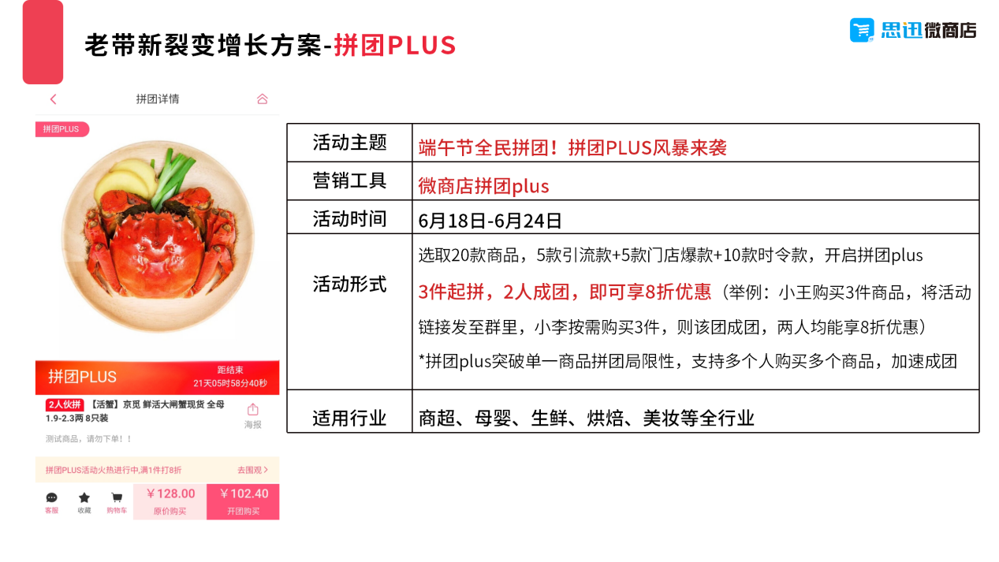 老带新裂变增长方案-拼团PLUS
思迅微商店
拼团详情
拼团PLUS
拼团PLUS
距结束
21天05时58分40秒
2人伙拼 【活蟹】京觅 鲜活大闸蟹现货 全母
1.9-2.3两 8只装
海报
测试商品，请勿下单！！
拼团PLUS活动火热进行中,满1件打8折 去围观
客服 收藏 购物车
￥128.00
原价购买
￥102.40
开团购买
活动主题 端午节全民拼团！拼团PLUS风暴来袭
营销工具 微商店拼团plus
活动时间 6月18日-6月24日
活动形式
选取20款商品，5款引流款+5款门店爆款+10款时令款，开启拼团plus
3件起拼，2人成团，即可享8折优惠（举例：小王购买3件商品，将活动
链接发至群里，小李按需购买3件，则该团成团，两人均能享8折优惠）
*拼团plus突破单一商品拼团局限性，支持多个人购买多个商品，加速成团
适用行业 商超、母婴、生鲜、烘焙、美妆等全行业